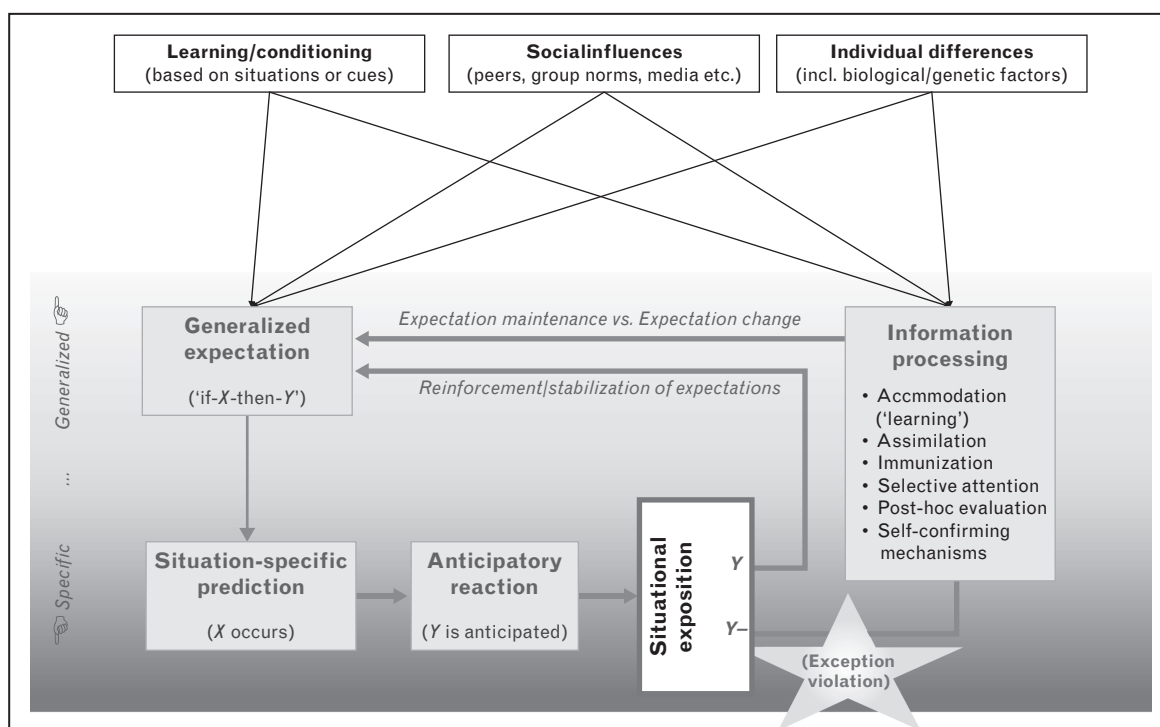 Learning/conditioning
(based on situations or cues)
Socialinfluences
(peers, group norms, media etc.)
Individual differences
(incl. biological/genetic factors)
Generalized
...
Specific
Generalized
expectation
(‘if-X-then-Y’)
Expectation maintenance vs. Expectation change
Reinforcement/stabilization of expectations
Information
processing
• Accmmodation
(‘learning’)
• Assimilation
• Immunization
• Selective attention
• Post-hoc evaluation
• Self-confirming
mechanisms
Situation-specific
prediction
(X occurs)
Anticipatory
reaction
(Y is anticipated)
Situational
exposition
Y
Y–
(Exception
violation)